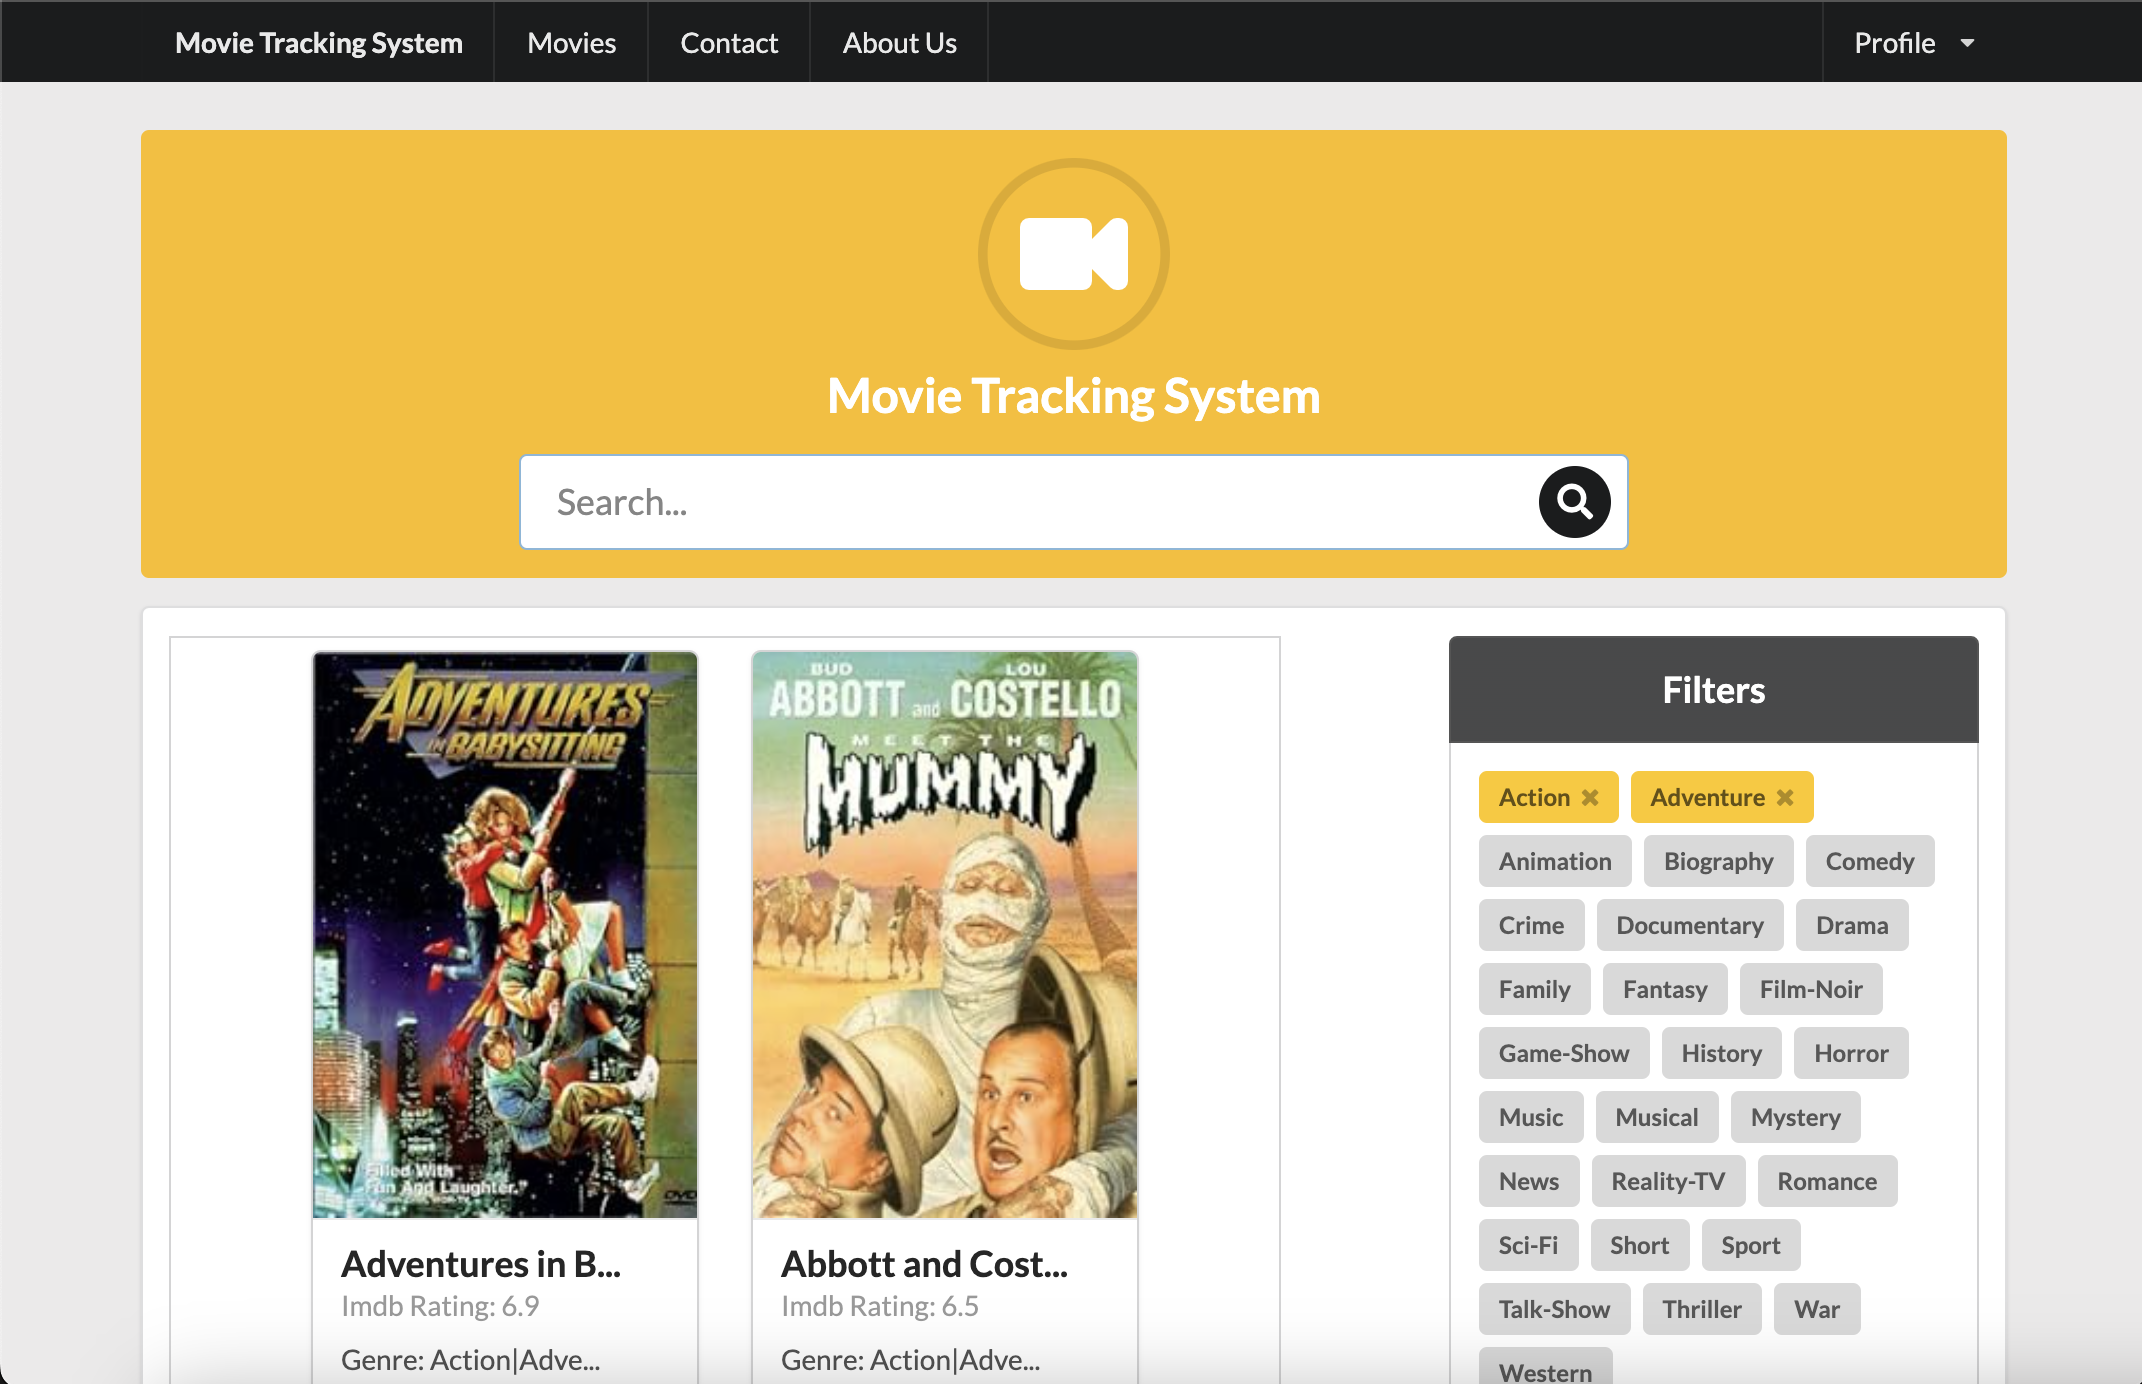 Movie Tracking System Movies Contact About Us Profile
Movie Tracking System
Search...
ADVENTURES
IN BABYSITTING
Filled With
Fun And Laughter."
DVD
BUD LOU
ABBOTT and COSTELLO
MEET THE
MUMMY
Adventures in B...
Imdb Rating: 6.9
Genre: Action|Adve...
Abbott and Cost...
Imdb Rating: 6.5
Genre: Action|Adve...
Filters
Action Adventure
Animation Biography Comedy
Crime Documentary Drama
Family Fantasy Film-Noir
Game-Show History Horror
Music Musical Mystery
News Reality-TV Romance
Sci-Fi Short Sport
Talk-Show Thriller War
Western